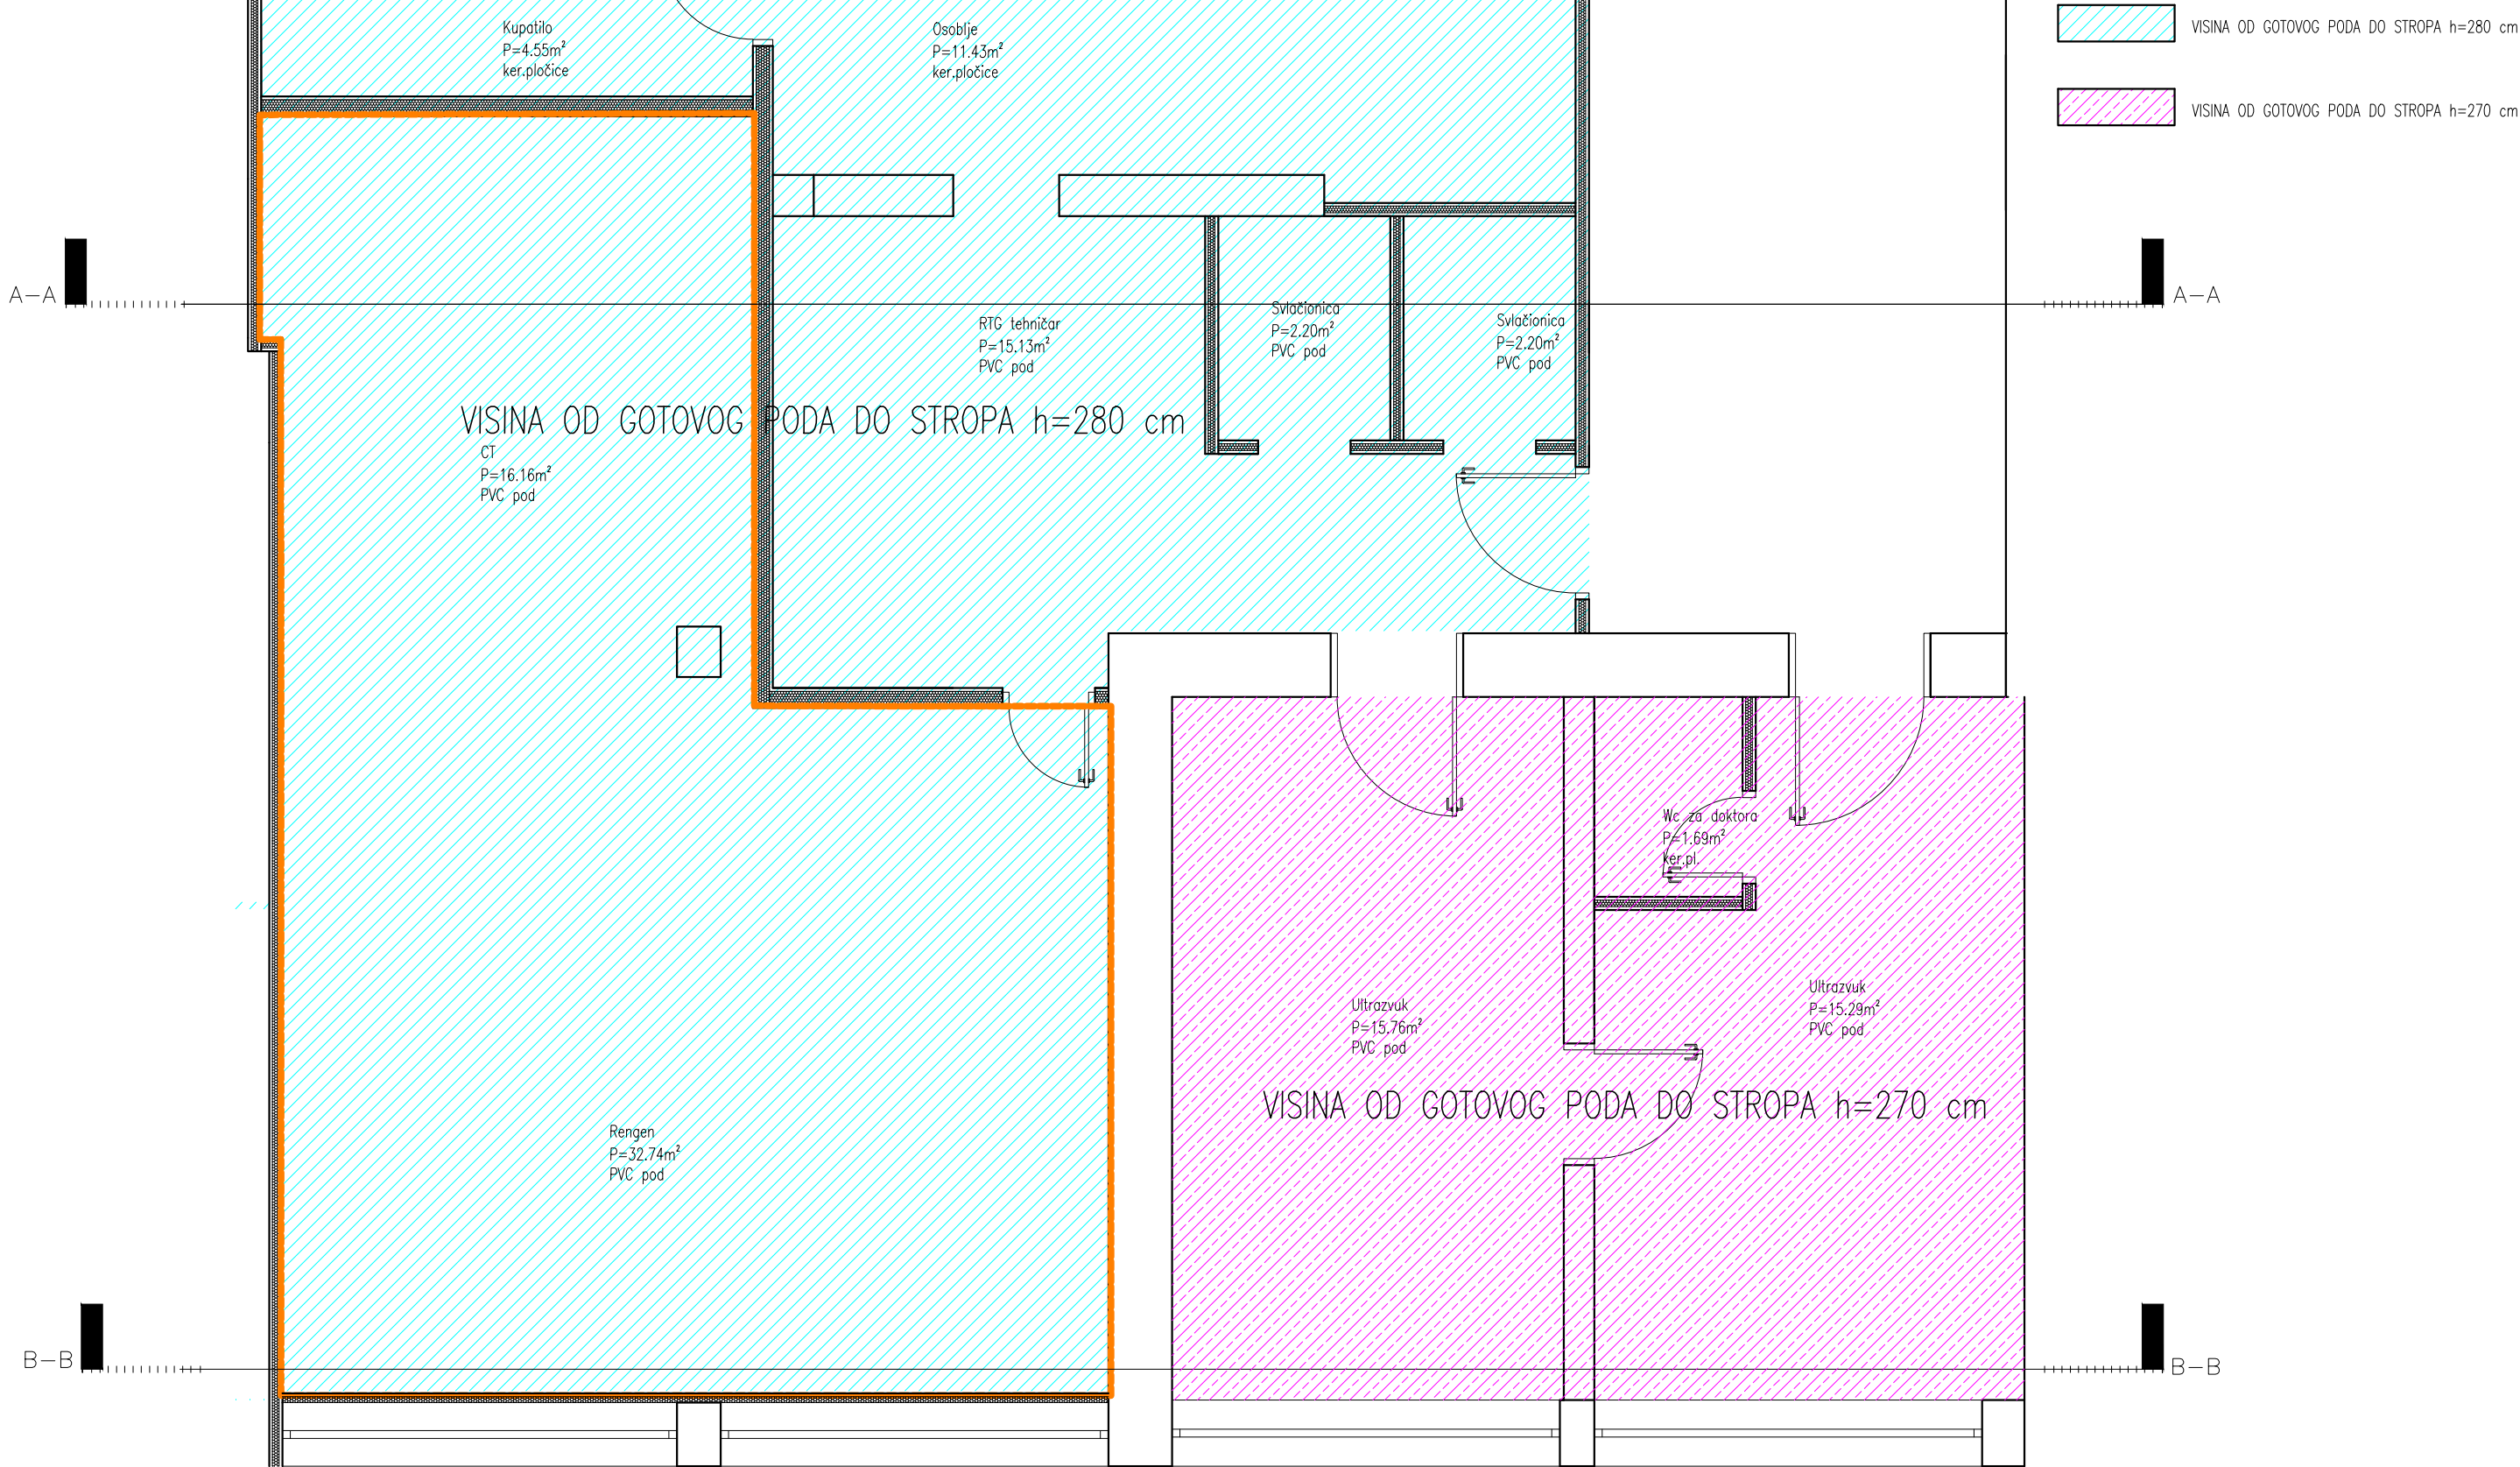 Kupatilo
P=4.55m²
ker.pločice
Osoblje
P=11.43m²
ker.pločice
VISINA OD GOTOVOG PODA DO STROPA h=280 cm
VISINA OD GOTOVOG PODA DO STROPA h=270 cm
A-A
A-A
RTG tehničar
P=15.13m²
PVC pod
Svlačionica
P=2.20m²
PVC pod
Svlačionica
P=2.20m²
PVC pod
VISINA OD GOTOVOG PODA DO STROPA h=280 cm
CT
P=16.16m²
PVC pod
Wc za doktora
P=1.69m²
ker.pl.
Ultrazvuk
P=15.76m²
PVC pod
Ultrazvuk
P=15.29m²
PVC pod
VISINA OD GOTOVOG PODA DO STROPA h=270 cm
Rengen
P=32.74m²
PVC pod
B-B
B-B